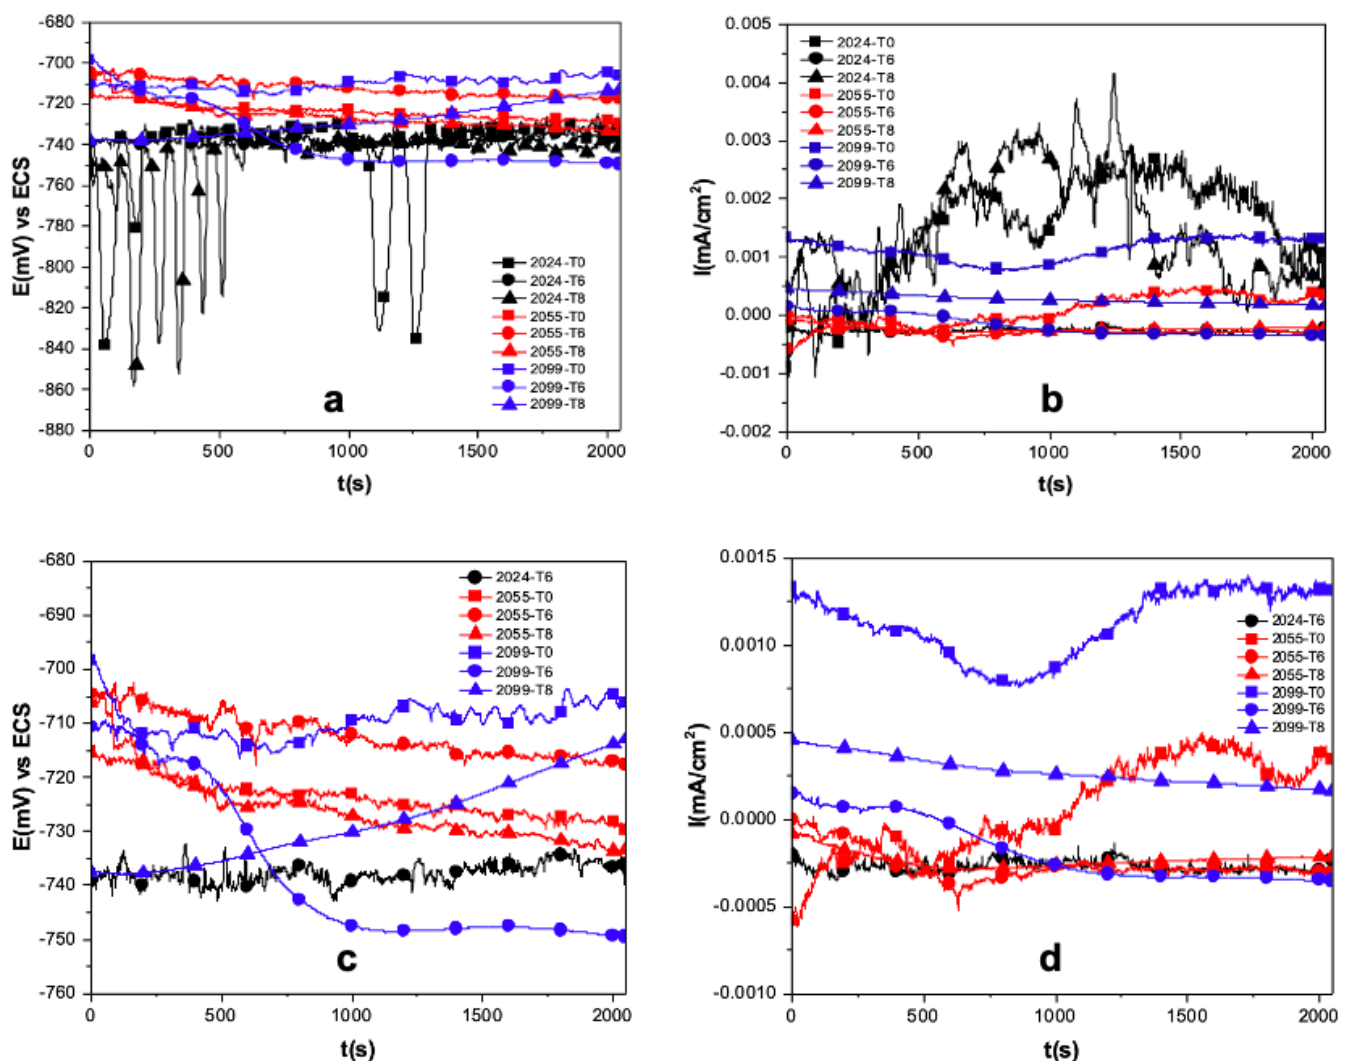 -680
-700
-720
-740
-760
-780
-800
-820
-840
-860
-880
E(mV) vs ECS
0
500
1000
1500
2000
t(s)
2024-T0
2024-T6
2024-T8
2055-T0
2055-T6
2055-T8
2099-T0
2099-T6
2099-T8
a
0.005
0.004
0.003
0.002
0.001
0.000
-0.001
-0.002
I(mA/cm²)
0
500
1000
1500
2000
t(s)
2024-T0
2024-T6
2024-T8
2055-T0
2055-T6
2055-T8
2099-T0
2099-T6
2099-T8
b
-680
-690
-700
-710
-720
-730
-740
-750
-760
E(mV) vs ECS
0
500
1000
1500
2000
t(s)
2024-T6
2055-T0
2055-T6
2055-T8
2099-T0
2099-T6
2099-T8
c
0.0015
0.0010
0.0005
0.0000
-0.0005
-0.0010
I(mA/cm²)
0
500
1000
1500
2000
t(s)
2024-T6
2055-T0
2055-T6
2055-T8
2099-T0
2099-T6
2099-T8
d